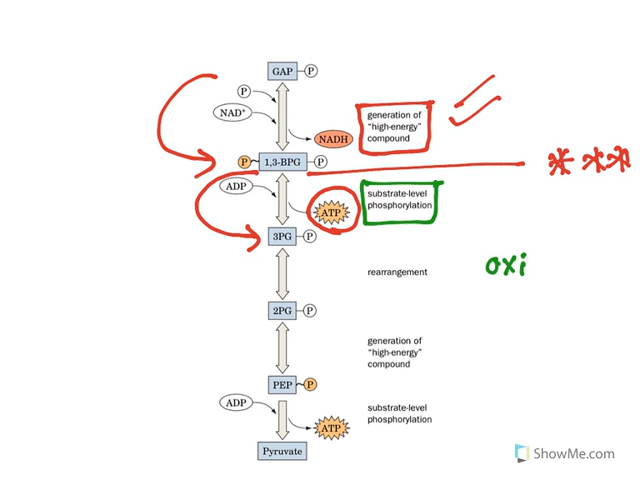 GAP P
P
NAD+
generation of
"high-energy"
compound
NADH
P 1,3-BPG P
ADP
substrate-level
phosphorylation
ATP
3PG P
oxi
rearrangement
2PG P
generation of
"high-energy"
compound
PEP P
ADP
substrate-level
phosphorylation
ATP
Pyruvate
ShowMe.com